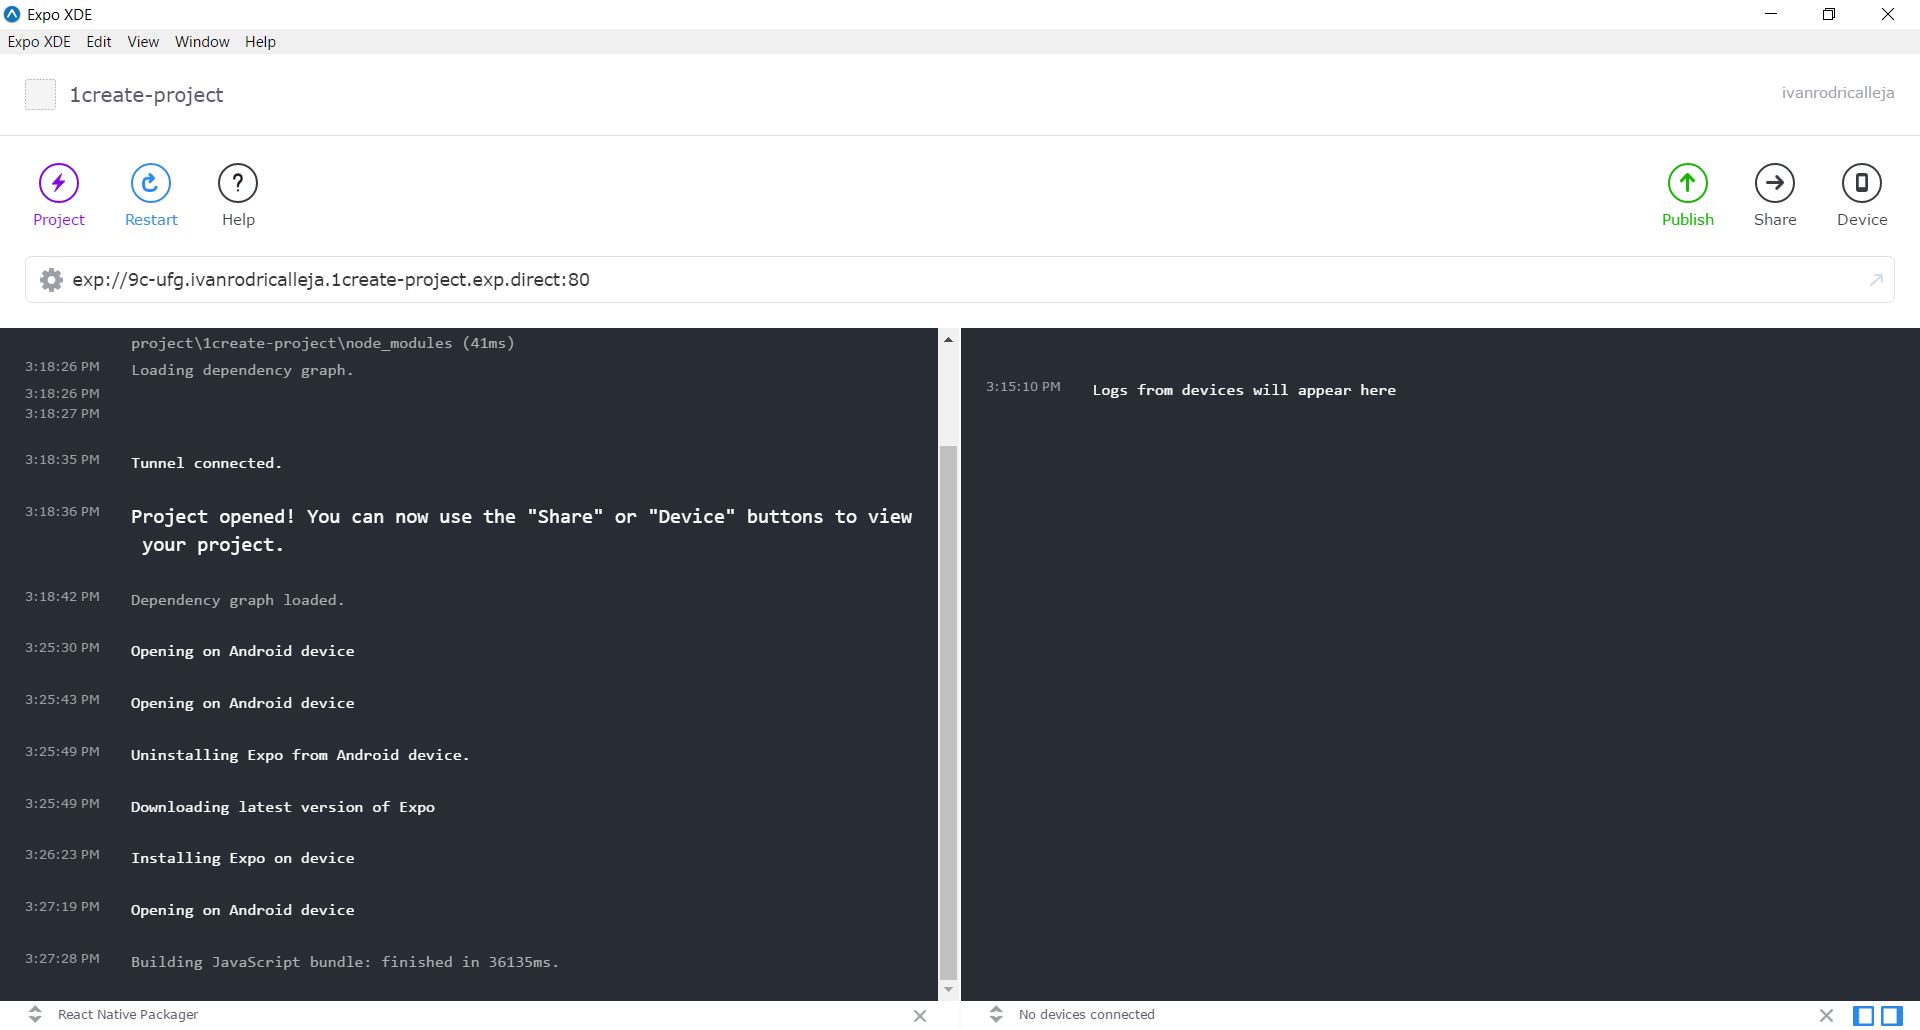 Expo XDE
Expo XDE Edit View Window Help
1create-project
ivanrodricalleja
Project Restart Help Publish Share Device
exp://9c-ufg.ivanrodricalleja.1create-project.exp.direct:80
project\1create-project\node_modules (41ms)
3:18:26 PM Loading dependency graph.
3:18:26 PM
3:18:27 PM
3:18:35 PM Tunnel connected.
3:18:36 PM Project opened! You can now use the "Share" or "Device" buttons to view
your project.
3:18:42 PM Dependency graph loaded.
3:25:30 PM Opening on Android device
3:25:43 PM Opening on Android device
3:25:49 PM Uninstalling Expo from Android device.
3:25:49 PM Downloading latest version of Expo
3:26:23 PM Installing Expo on device
3:27:19 PM Opening on Android device
3:27:28 PM Building JavaScript bundle: finished in 36135ms.
React Native Packager
3:15:10 PM Logs from devices will appear here
No devices connected